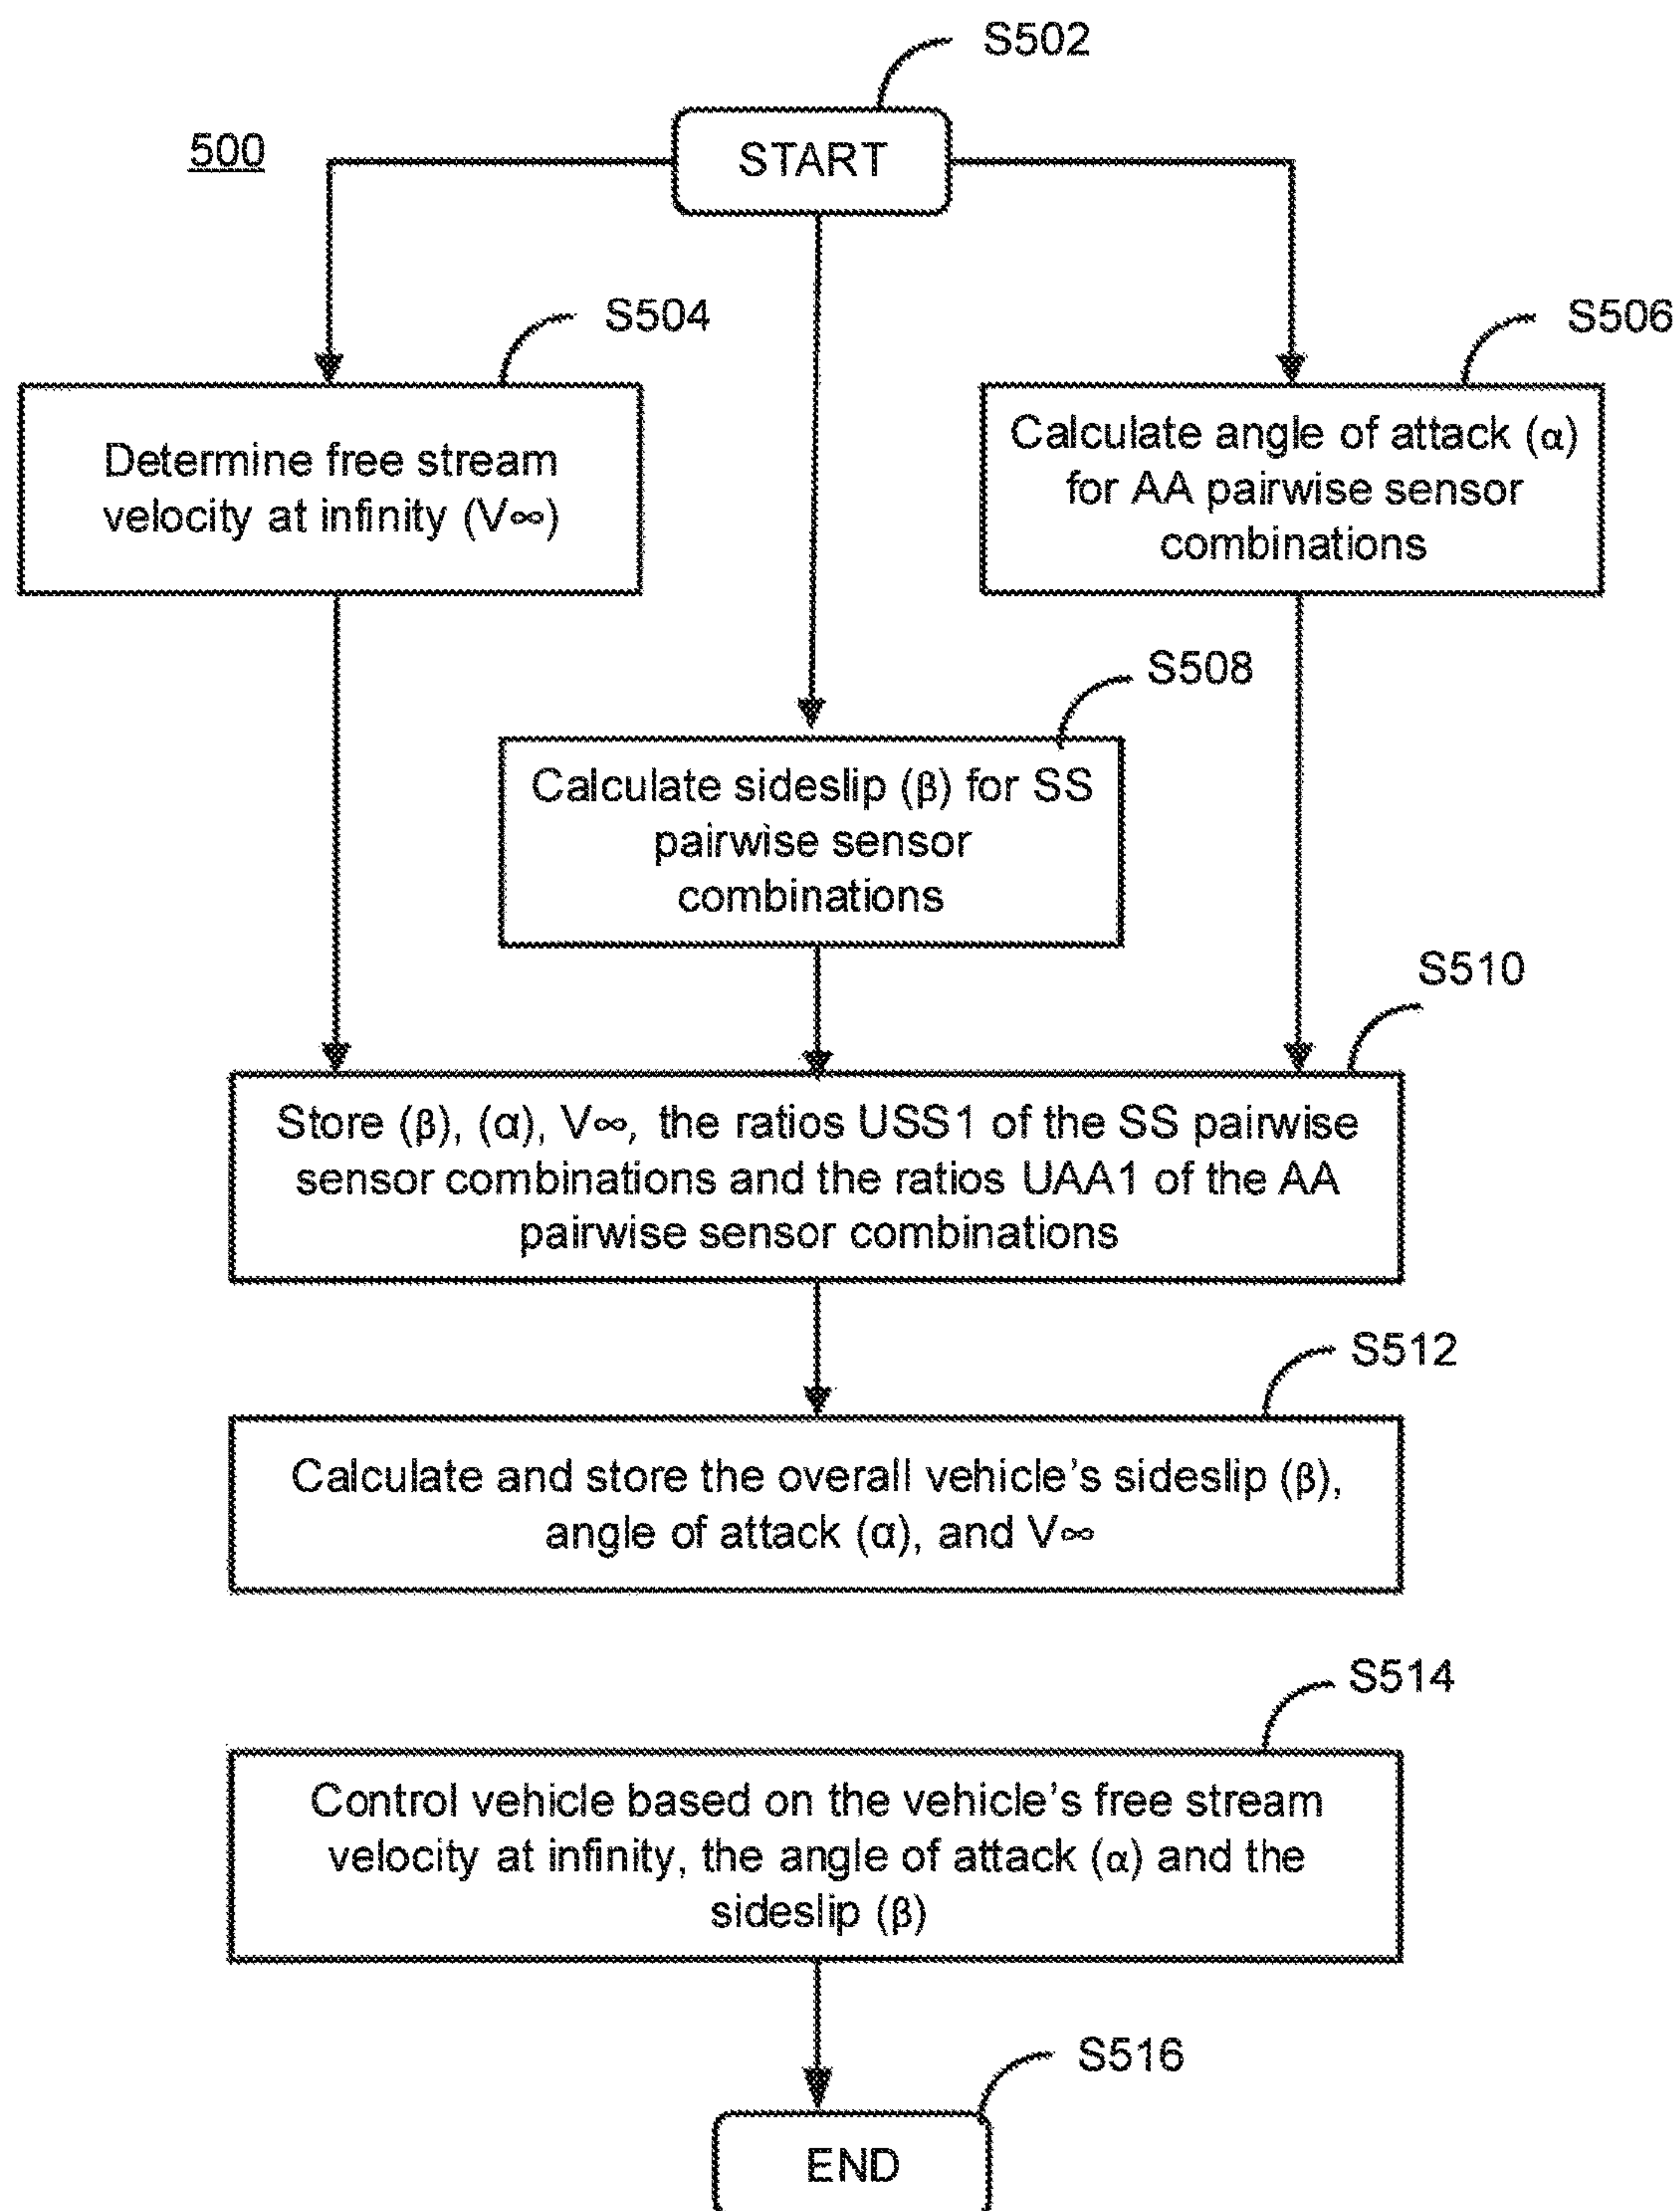 S502
500
START
S504
S506
Determine free stream
velocity at infinity (V∞)
Calculate angle of attack (α)
for AA pairwise sensor
combinations
S508
Calculate sideslip (β) for SS
pairwise sensor
combinations
S510
Store (β), (α), V∞, the ratios USS1 of the SS pairwise
sensor combinations and the ratios UAA1 of the AA
pairwise sensor combinations
S512
Calculate and store the overall vehicle's sideslip (β),
angle of attack (α), and V∞
S514
Control vehicle based on the vehicle's free stream
velocity at infinity, the angle of attack (α) and the
sideslip (β)
S516
END